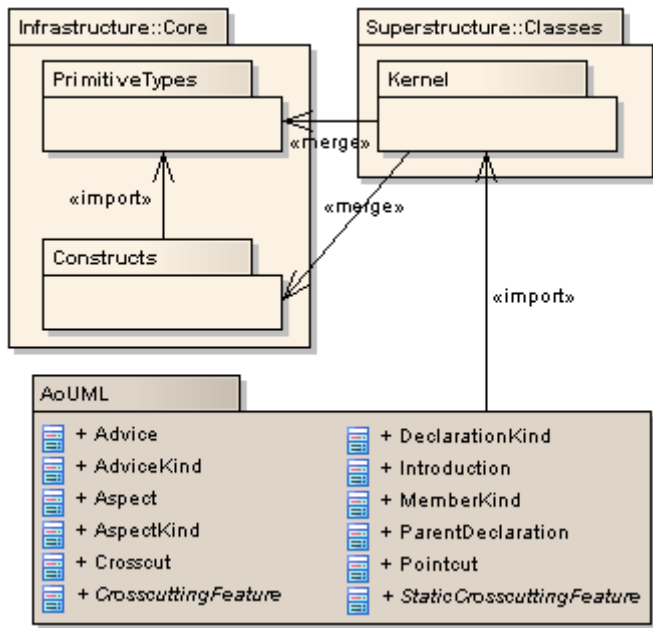 Infrastructure::Core
Superstructure::Classes
PrimitiveTypes
Kernel
«merge»
«import»
«merge»
Constructs
«import»
AoUML
+ Advice
+ AdviceKind
+ Aspect
+ AspectKind
+ Crosscut
+ CrosscuttingFeature
+ DeclarationKind
+ Introduction
+ MemberKind
+ ParentDeclaration
+ Pointcut
+ StaticCrosscuttingFeature